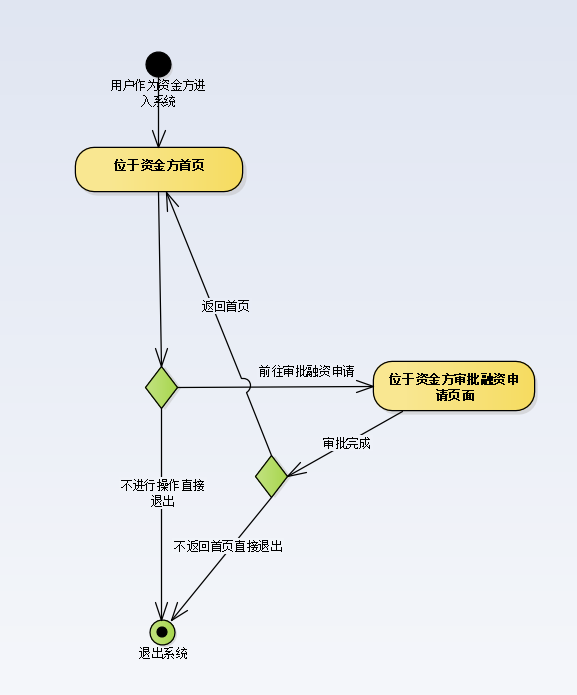 用户作为资金方进
入系统
位于资金方首页
返回首页
前往审批融资申请
位于资金方审批融资申
请页面
审批完成
不进行操作直接
退出
不返回首页直接退出
退出系统